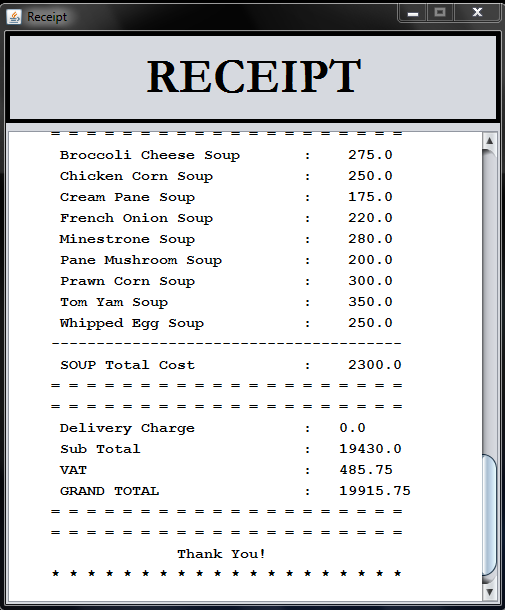 Receipt
RECEIPT
= = = = = = = = = = = = = = = = = = = =
Broccoli Cheese Soup : 275.0
Chicken Corn Soup : 250.0
Cream Pane Soup : 175.0
French Onion Soup : 220.0
Minestrone Soup : 280.0
Pane Mushroom Soup : 200.0
Prawn Corn Soup : 300.0
Tom Yam Soup : 350.0
Whipped Egg Soup : 250.0
---------------------------------------
SOUP Total Cost : 2300.0
= = = = = = = = = = = = = = = = = = = =
= = = = = = = = = = = = = = = = = = = =
Delivery Charge : 0.0
Sub Total : 19430.0
VAT : 485.75
GRAND TOTAL : 19915.75
= = = = = = = = = = = = = = = = = = = =
= = = = = = = = = = = = = = = = = = = =
Thank You!
* * * * * * * * * * * * * * * * * * * *